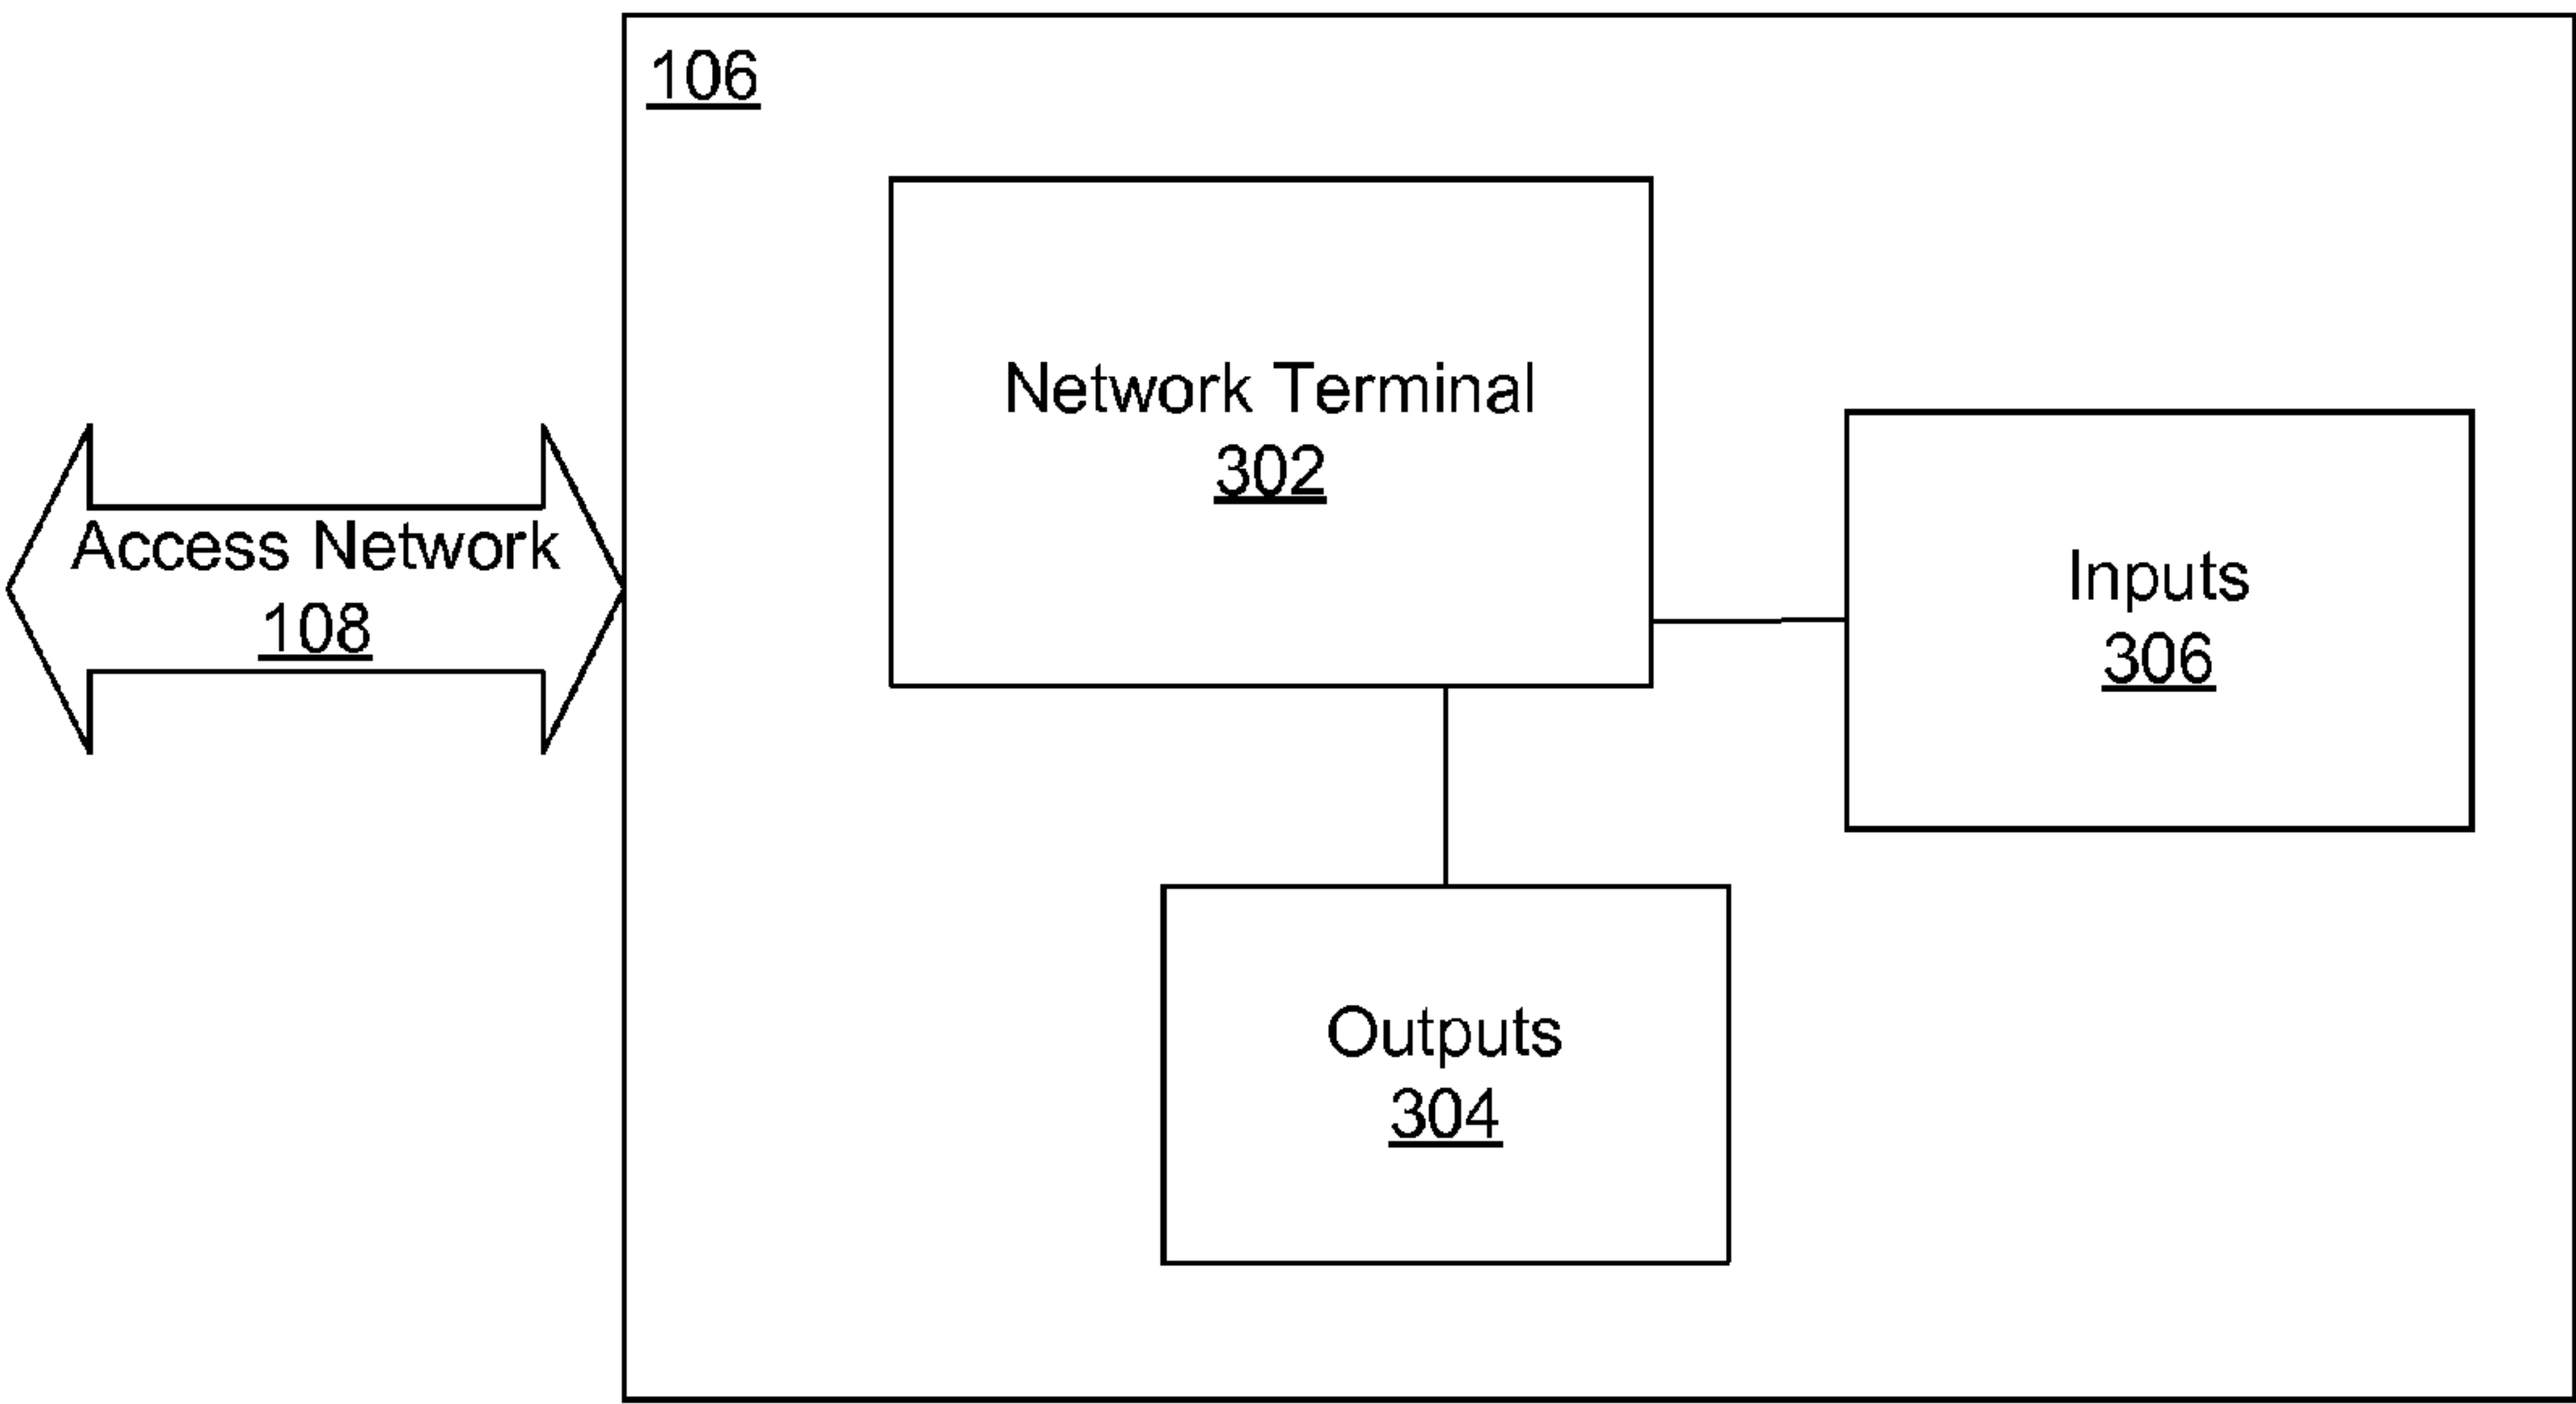 106
Network Terminal
302
Access Network
108
Inputs
306
Outputs
304